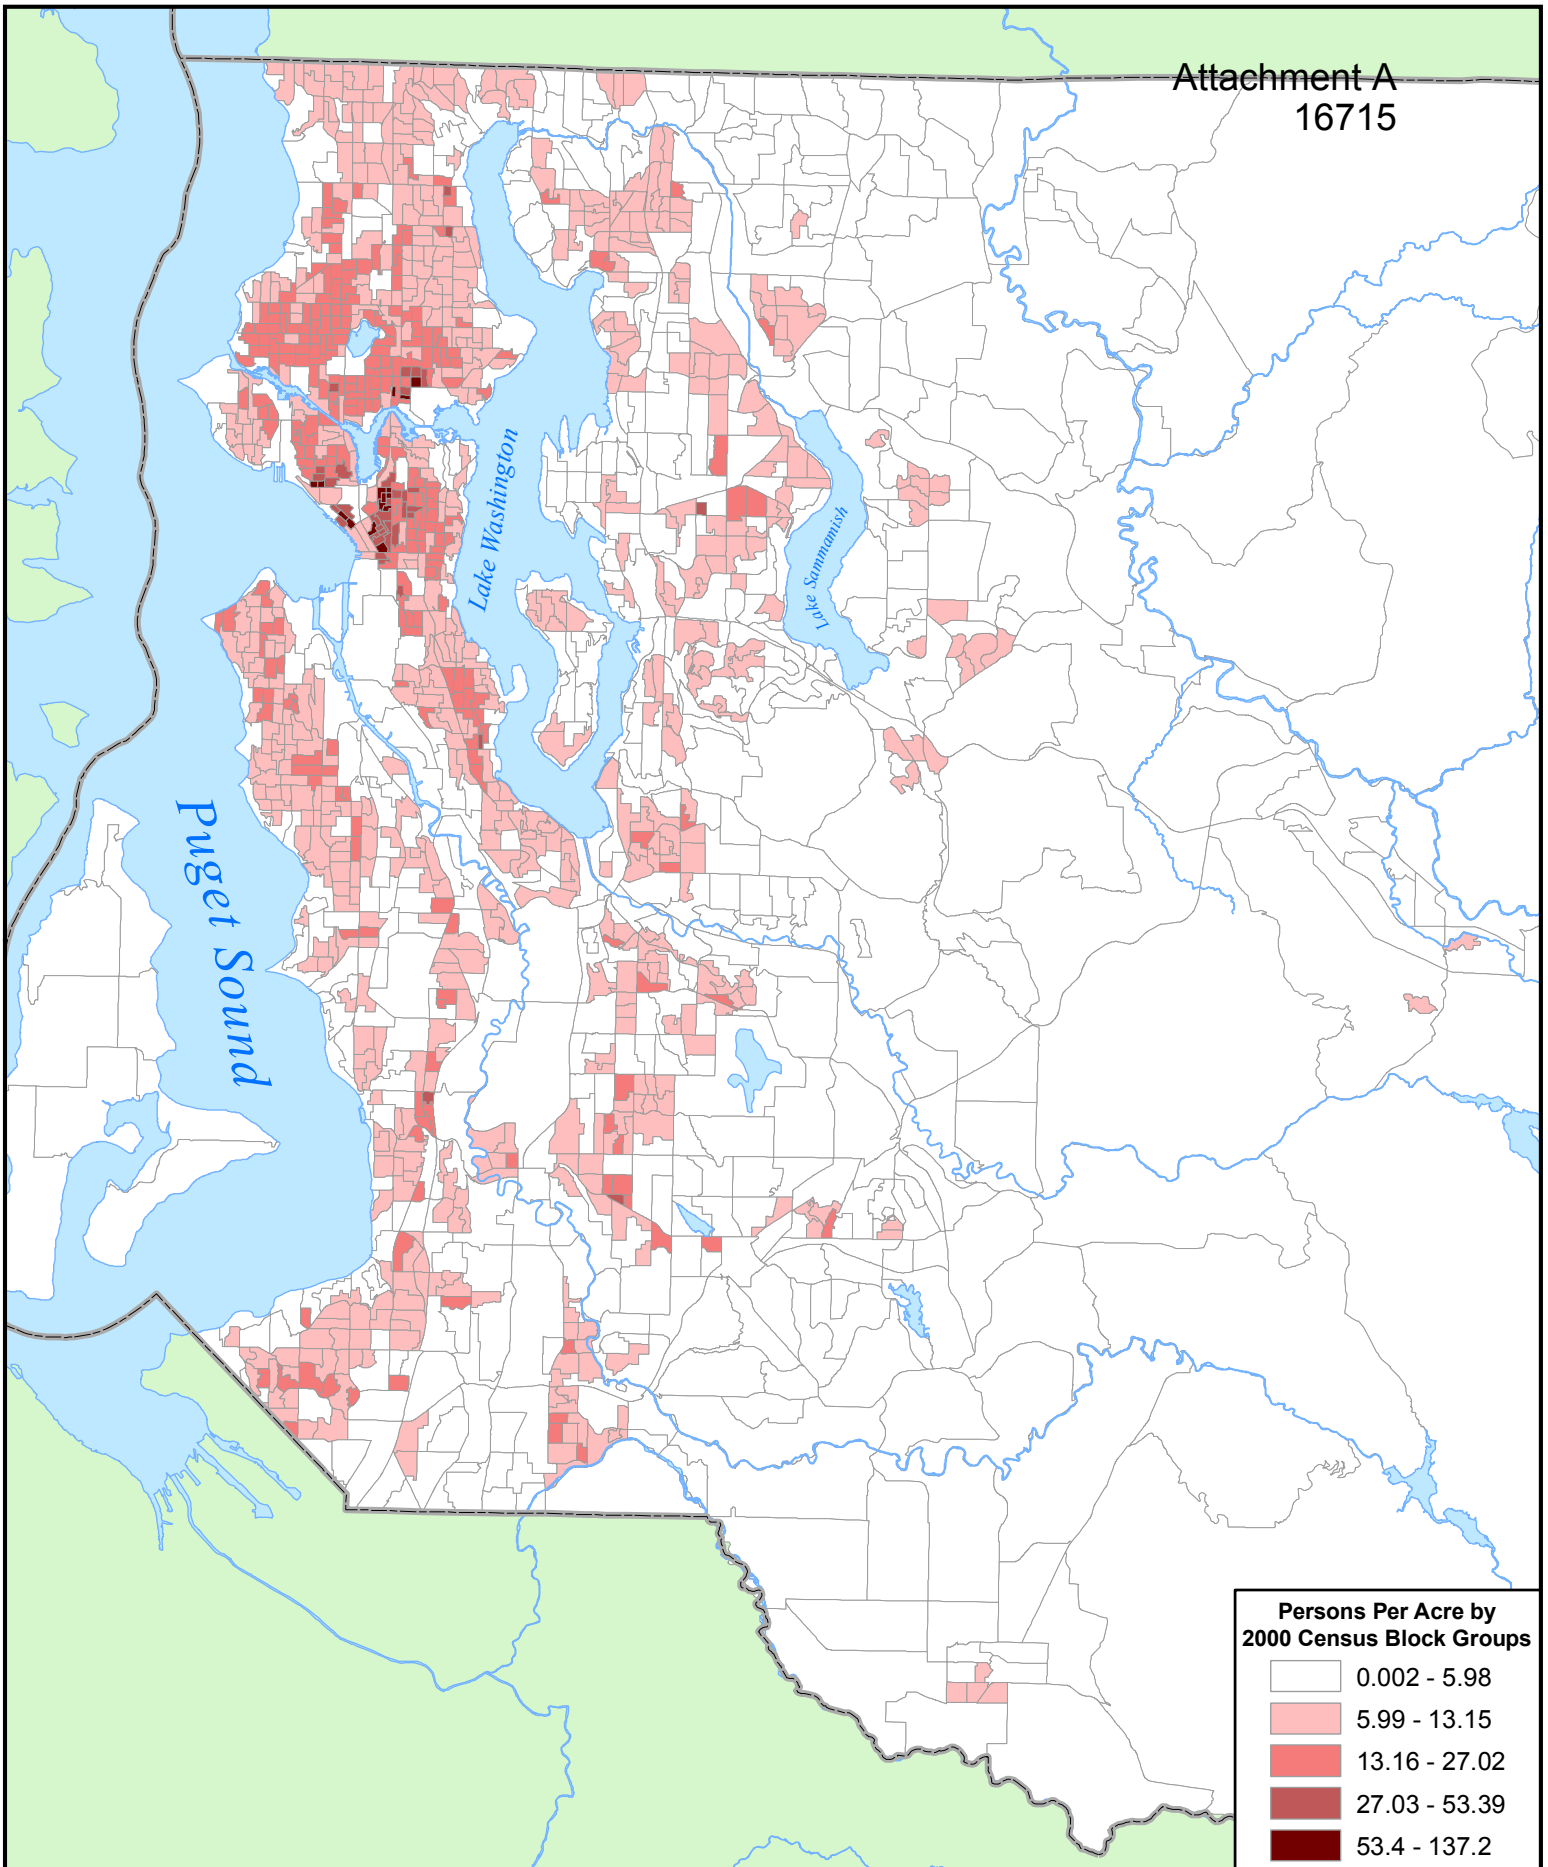 Attachment A
16715
Lake Washington
Lake Sammamish
Puget Sound
Persons Per Acre by
2000 Census Block Groups
0.002 - 5.98
5.99 - 13.15
13.16 - 27.02
27.03 - 53.39
53.4 - 137.2